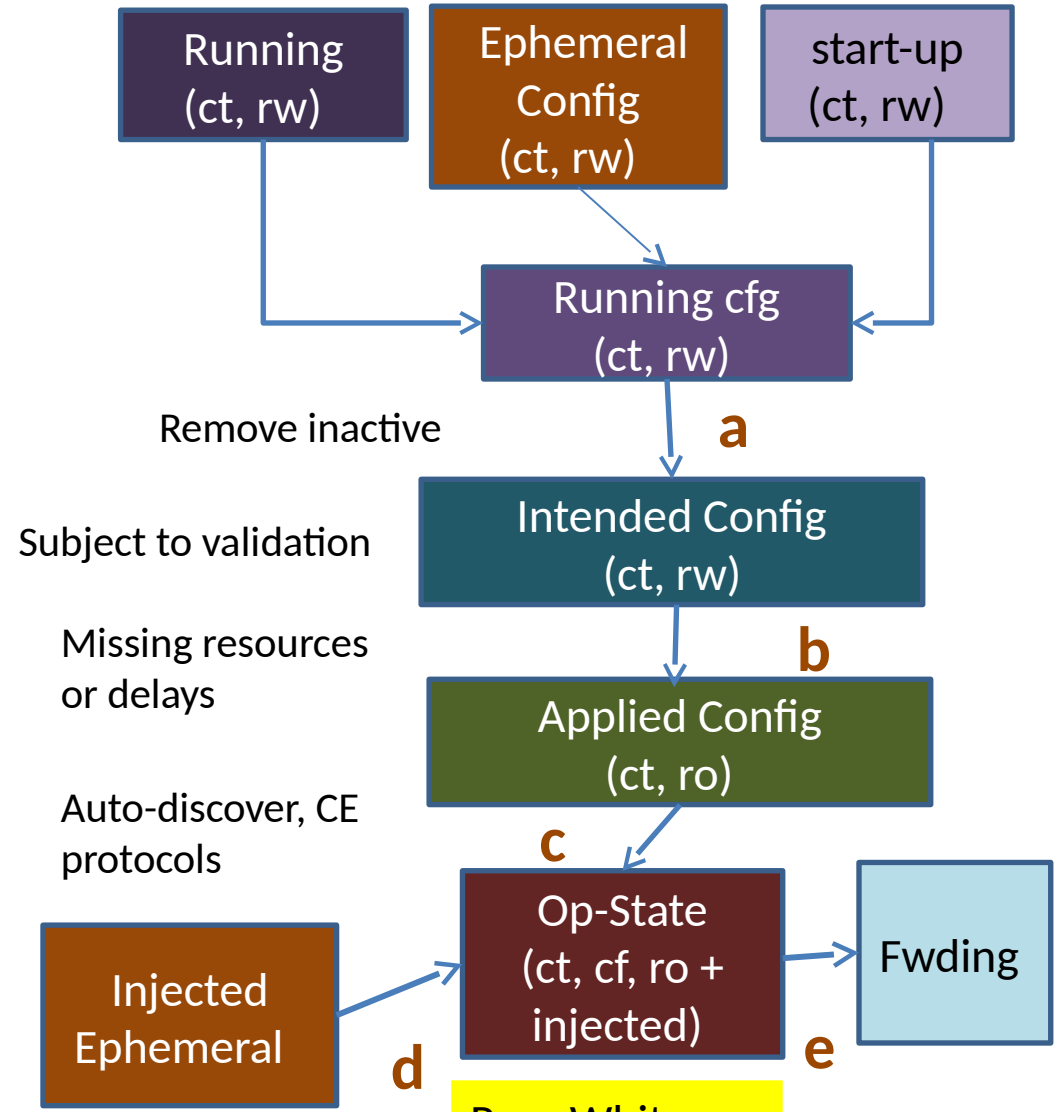 Running
(ct, rw)
Ephemeral
Config
(ct, rw)
start-up
(ct, rw)
Running cfg
(ct, rw)
Remove inactive
a
Intended Config
(ct, rw)
Subject to validation
b
Missing resources
or delays
Applied Config
(ct, ro)
Auto-discover, CE
protocols
c
Op-State
(ct, cf, ro +
injected)
Fwding
Injected
Ephemeral
d
e